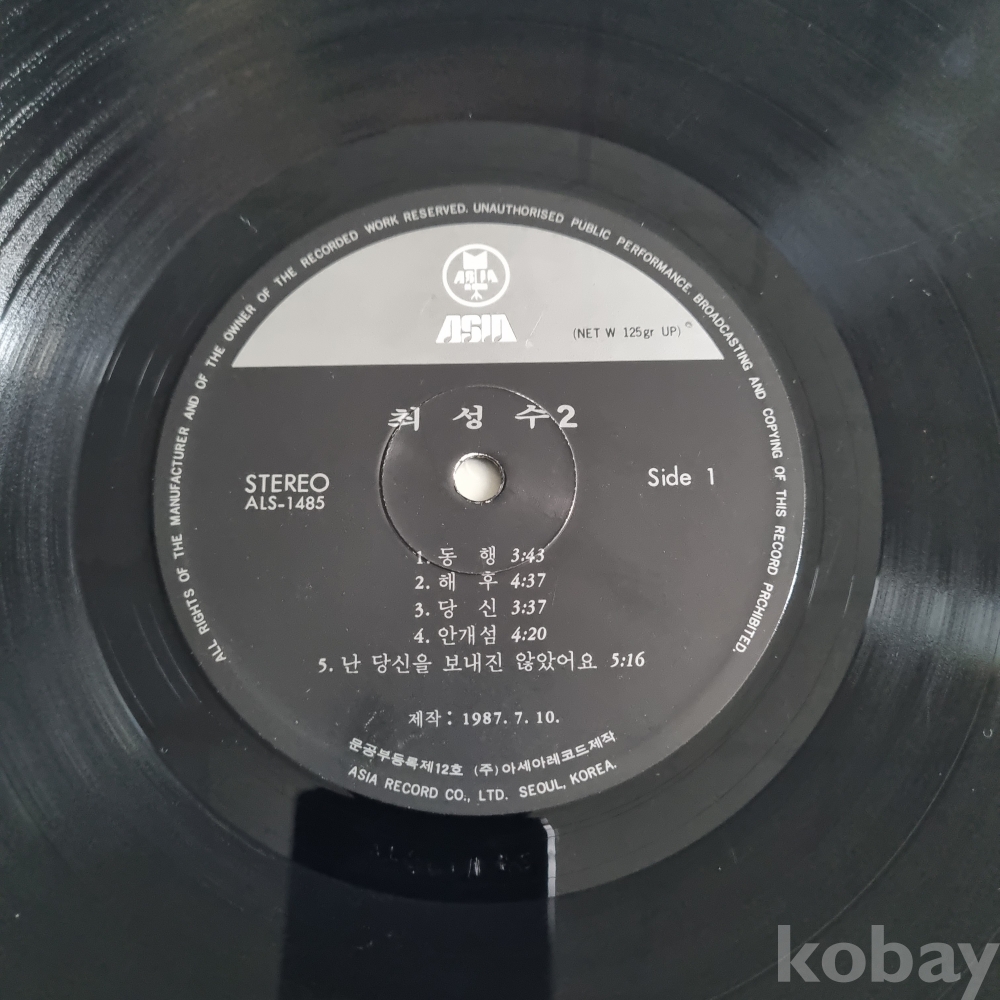 ALL RIGHTS OF THE MANUFACTURER AND OF THE OWNER OF THE RECORDED WORK RESERVED. UNAUTHORISED PUBLIC PERFORMANCE. BROADCASTING AND COPYING OF THIS RECORD PROHIBITED.
ASIA
ASIA
(NET W 125gr UP)
최 성 수2
STEREO
ALS-1485
Side 1
1. 동 행 3:43
2. 해 후 4:37
3. 당 신 3:37
4. 안개섬 4:20
5. 난 당신을 보내진 않았어요 5:16
제작: 1987. 7. 10.
문공부등록제12호 (주)아세아레코드제작
ASIA RECORD CO., LTD. SEOUL, KOREA.
kobay